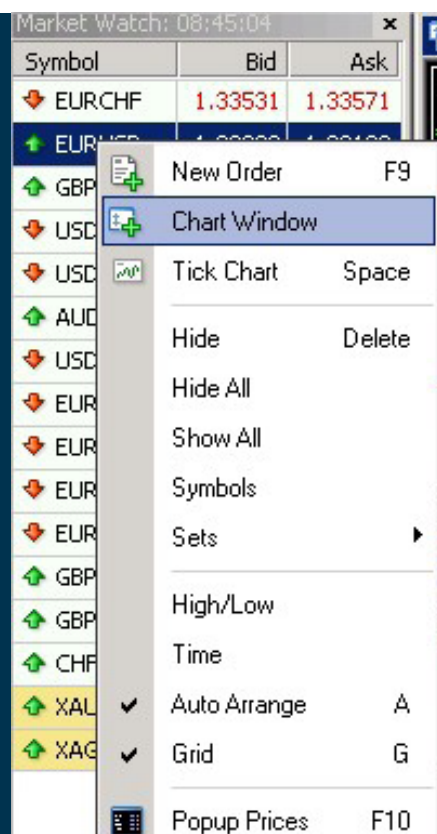 Market Watch: 08:45:04
Symbol Bid Ask
EURCHF 1.33531 1.33571
New Order F9
GBP
Chart Window
USD
USD Tick Chart Space
AUD
Hide Delete
USD
EUR Hide All
EUR Show All
EUR Symbols
EUR Sets
GBP
High/Low
GBP
CHF Time
Auto Arrange A
XAG Grid G
Popup Prices F10